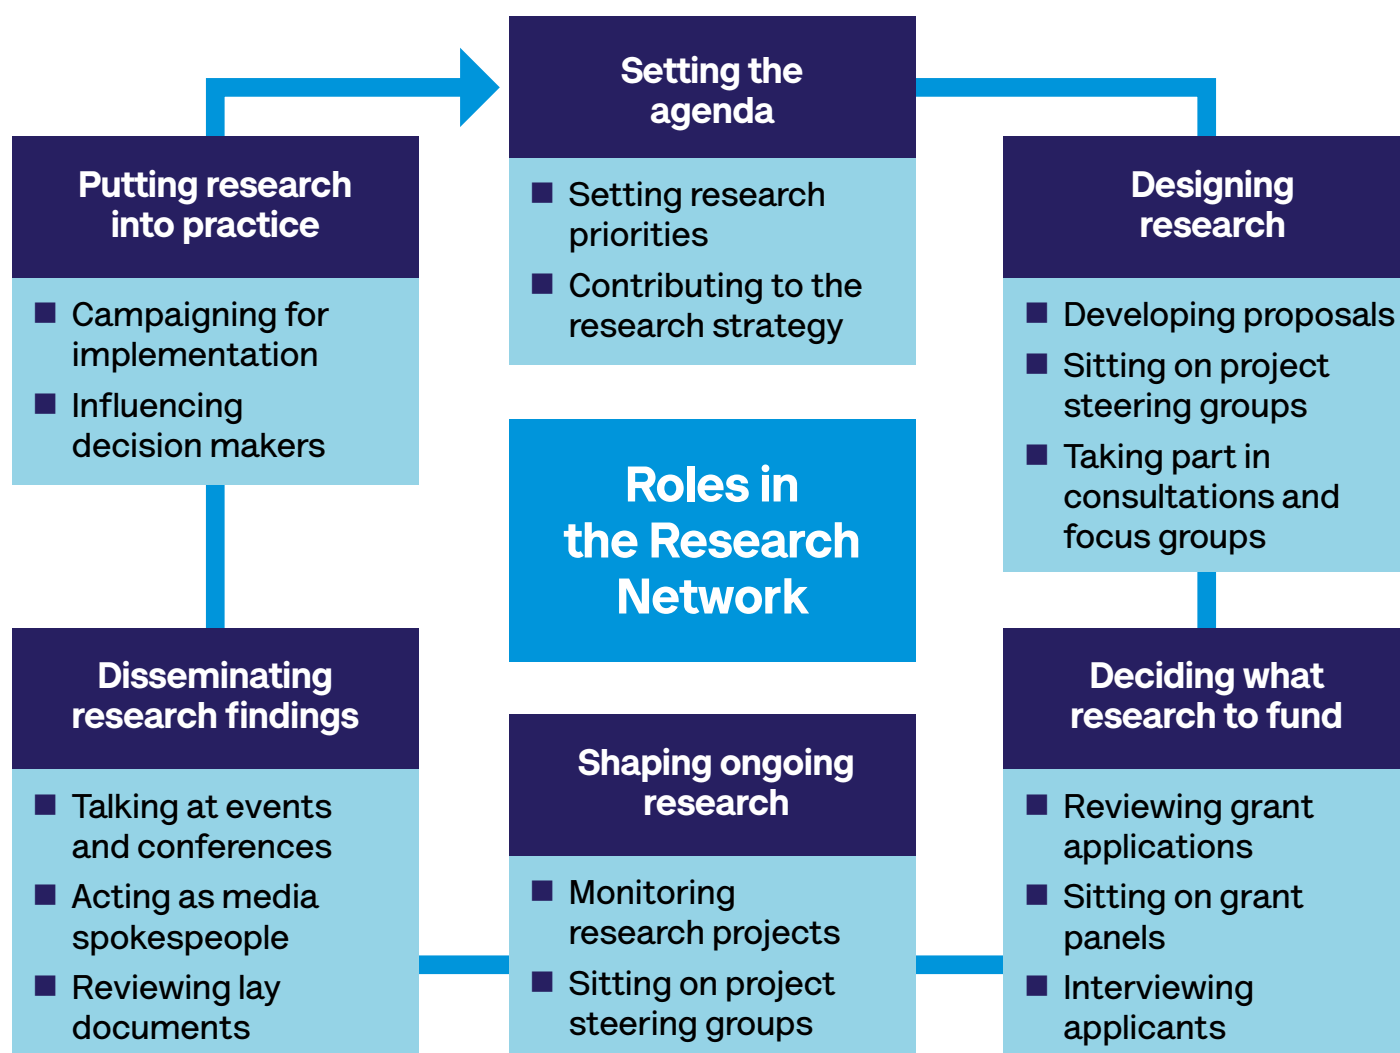 Setting the
agenda
■ Setting research
priorities
■ Contributing to the
research strategy
Designing
research
■ Developing proposals
■ Sitting on project
steering groups
■ Taking part in
consultations and
focus groups
Deciding what
research to fund
■ Reviewing grant
applications
■ Sitting on grant
panels
■ Interviewing
applicants
Shaping ongoing
research
■ Monitoring
research projects
■ Sitting on project
steering groups
Disseminating
research findings
■ Talking at events
and conferences
■ Acting as media
spokespeople
■ Reviewing lay
documents
Putting research
into practice
■ Campaigning for
implementation
■ Influencing
decision makers
Roles in
the Research
Network